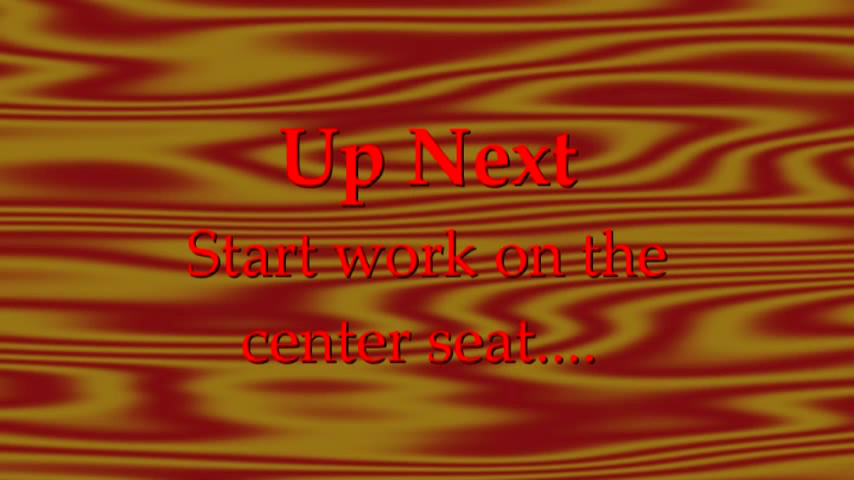 Up Next
Start work on the
center seat....